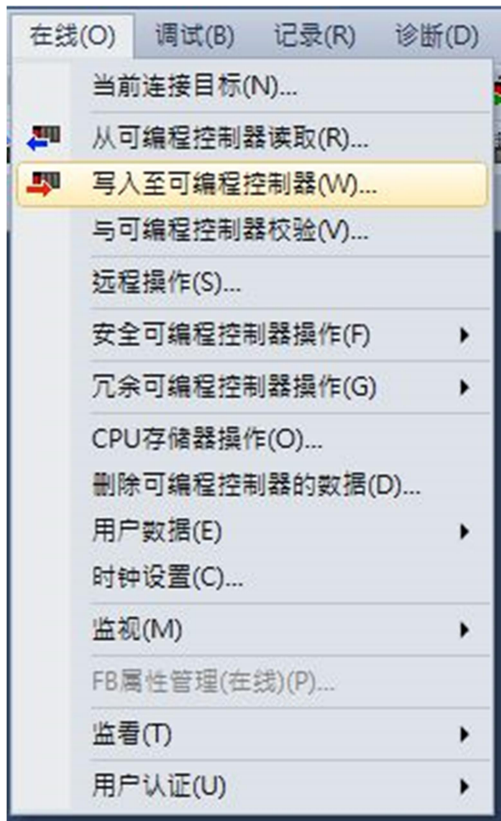 在线(O) 调试(B) 记录(R) 诊断(D)
当前连接目标(N)...
从可编程控制器读取(R)...
写入至可编程控制器(W)...
与可编程控制器校验(V)...
远程操作(S)...
安全可编程控制器操作(F)
冗余可编程控制器操作(G)
CPU存储器操作(O)...
删除可编程控制器的数据(D)...
用户数据(E)
时钟设置(C)...
监视(M)
FB属性管理(在线)(P)...
监看(T)
用户认证(U)